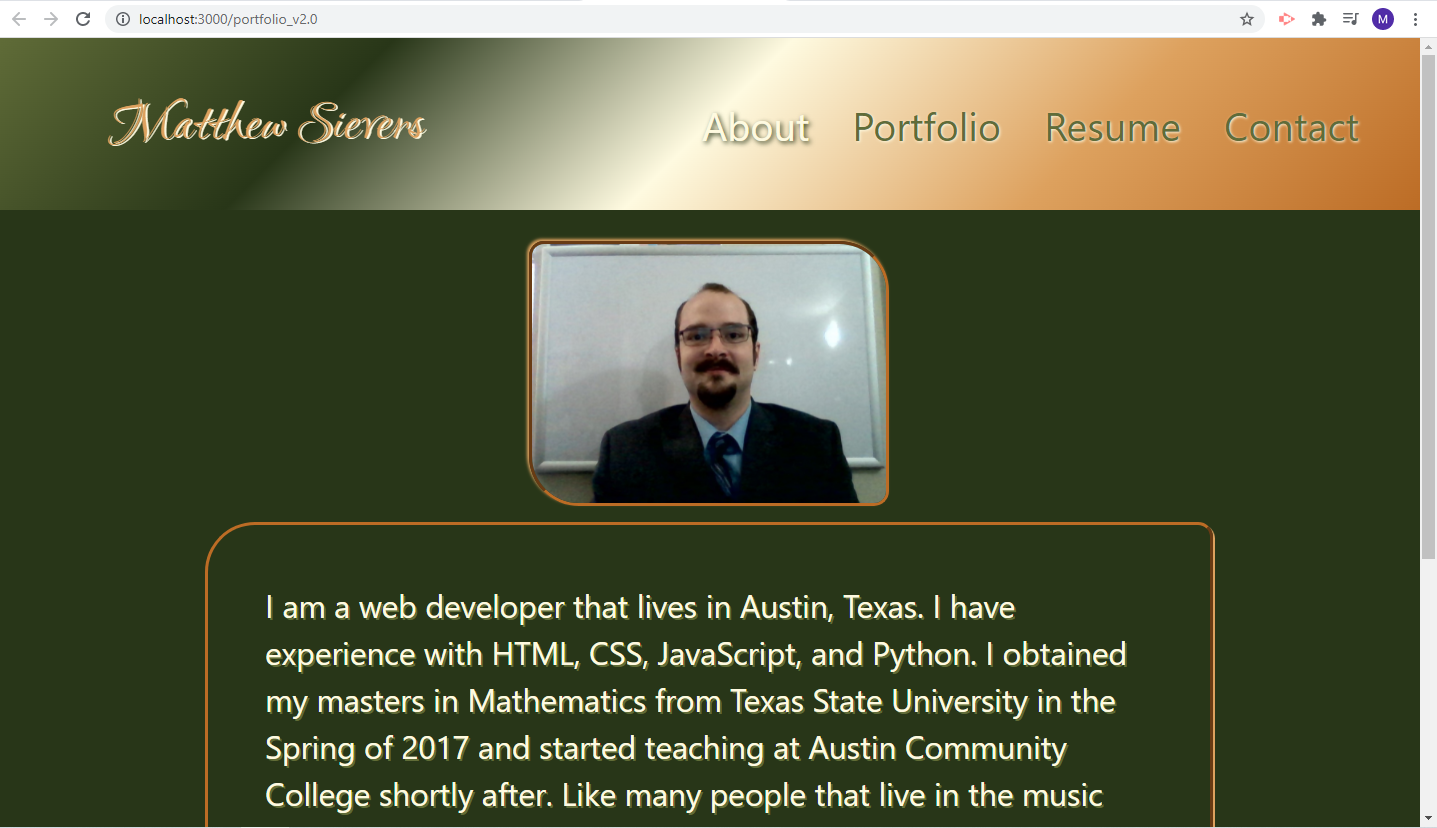 localhost:3000/portfolio_v2.0
M
Matthew Sievers
About Portfolio Resume Contact
I am a web developer that lives in Austin, Texas. I have
experience with HTML, CSS, JavaScript, and Python. I obtained
my masters in Mathematics from Texas State University in the
Spring of 2017 and started teaching at Austin Community
College shortly after. Like many people that live in the music